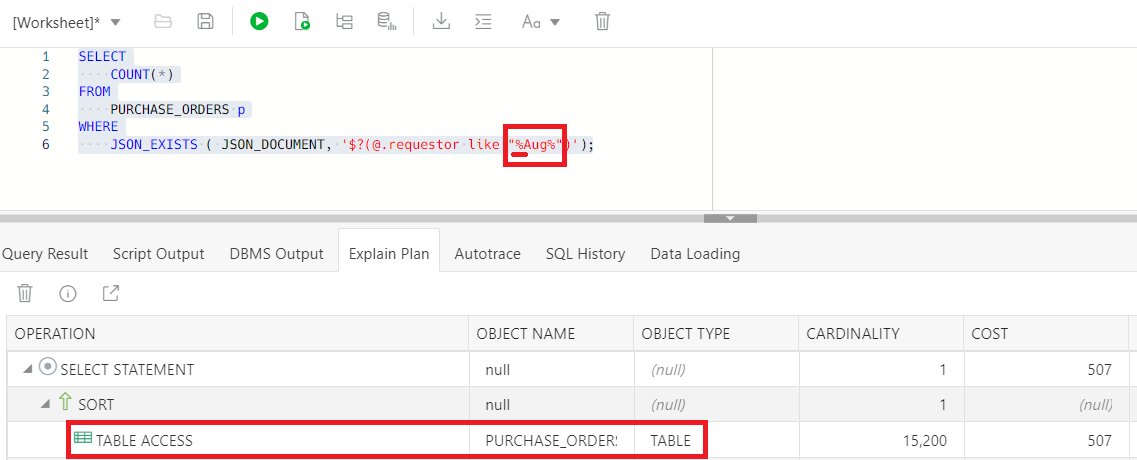 [Worksheet]* Aa
1 SELECT
2 ····COUNT(*)
3 FROM
4 ····PURCHASE_ORDERS p
5 WHERE
6 ····JSON_EXISTS ( JSON_DOCUMENT, '$?(@.requestor like "%Aug%")');
Query Result Script Output DBMS Output Explain Plan Autotrace SQL History Data Loading
OPERATION OBJECT NAME OBJECT TYPE CARDINALITY COST
SELECT STATEMENT null (null) 1 507
SORT null (null) 1 (null)
TABLE ACCESS PURCHASE_ORDERS TABLE 15,200 507